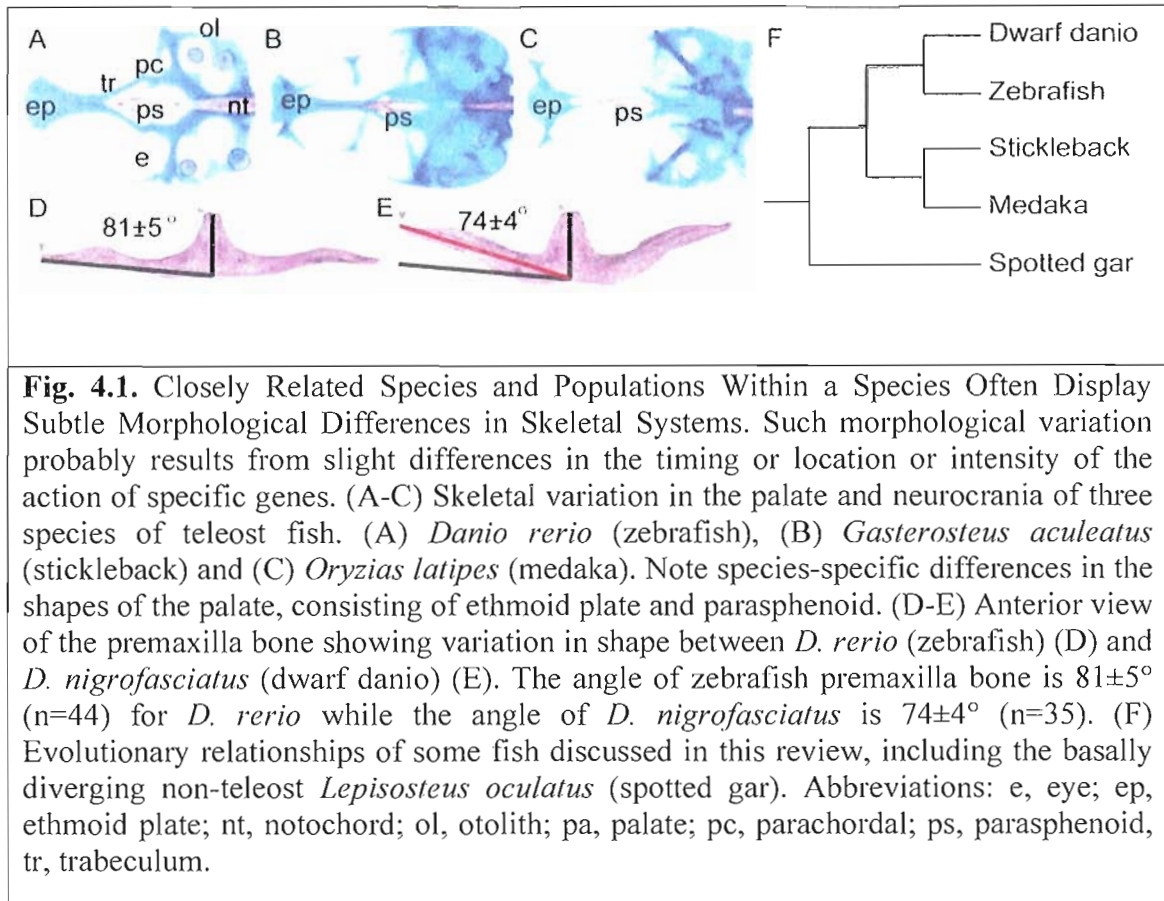 A
ol
pc
tr
ep
ps
nt
e
B
ep
ps
C
ep
ps
D
81±5°
E
74±4°
F
Dwarf danio
Zebrafish
Stickleback
Medaka
Spotted gar
Fig. 4.1. Closely Related Species and Populations Within a Species Often Display
Subtle Morphological Differences in Skeletal Systems. Such morphological variation
probably results from slight differences in the timing or location or intensity of the
action of specific genes. (A-C) Skeletal variation in the palate and neurocrania of three
species of teleost fish. (A) Danio rerio (zebrafish), (B) Gasterosteus aculeatus
(stickleback) and (C) Oryzias latipes (medaka). Note species-specific differences in the
shapes of the palate, consisting of ethmoid plate and parasphenoid. (D-E) Anterior view
of the premaxilla bone showing variation in shape between D. rerio (zebrafish) (D) and
D. nigrofasciatus (dwarf danio) (E). The angle of zebrafish premaxilla bone is 81±5°
(n=44) for D. rerio while the angle of D. nigrofasciatus is 74±4° (n=35). (F)
Evolutionary relationships of some fish discussed in this review, including the basally
diverging non-teleost Lepisosteus oculatus (spotted gar). Abbreviations: e, eye; ep,
ethmoid plate; nt, notochord; ol, otolith; pa, palate; pc, parachordal; ps, parasphenoid,
tr, trabeculum.